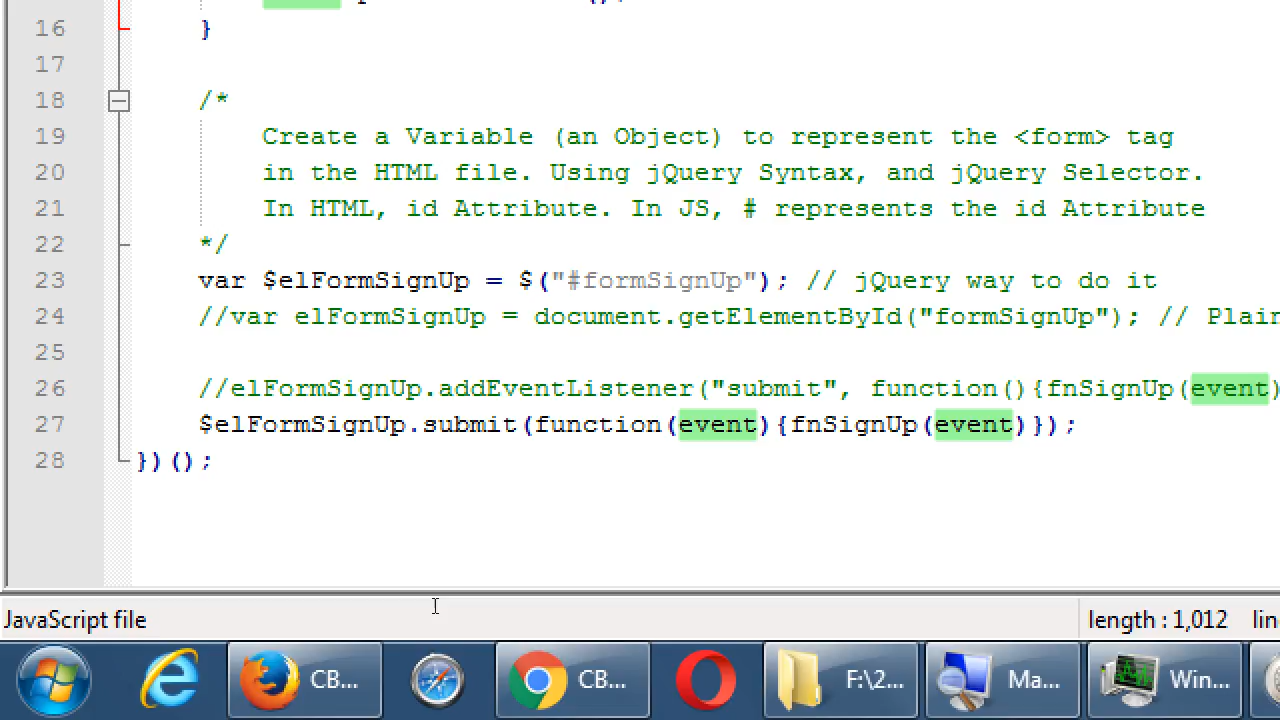 16 }
17
18 /*
19 Create a Variable (an Object) to represent the <form> tag
20 in the HTML file. Using jQuery Syntax, and jQuery Selector.
21 In HTML, id Attribute. In JS, # represents the id Attribute
22 */
23 var $elFormSignUp = $("#formSignUp"); // jQuery way to do it
24 //var elFormSignUp = document.getElementById("formSignUp"); // Plain
25
26 //elFormSignUp.addEventListener("submit", function(){fnSignUp(event)
27 $elFormSignUp.submit(function(event){fnSignUp(event)});
28 })();
JavaScript file length : 1,012 lin
CB... CB... F:\2... Ma... Win...